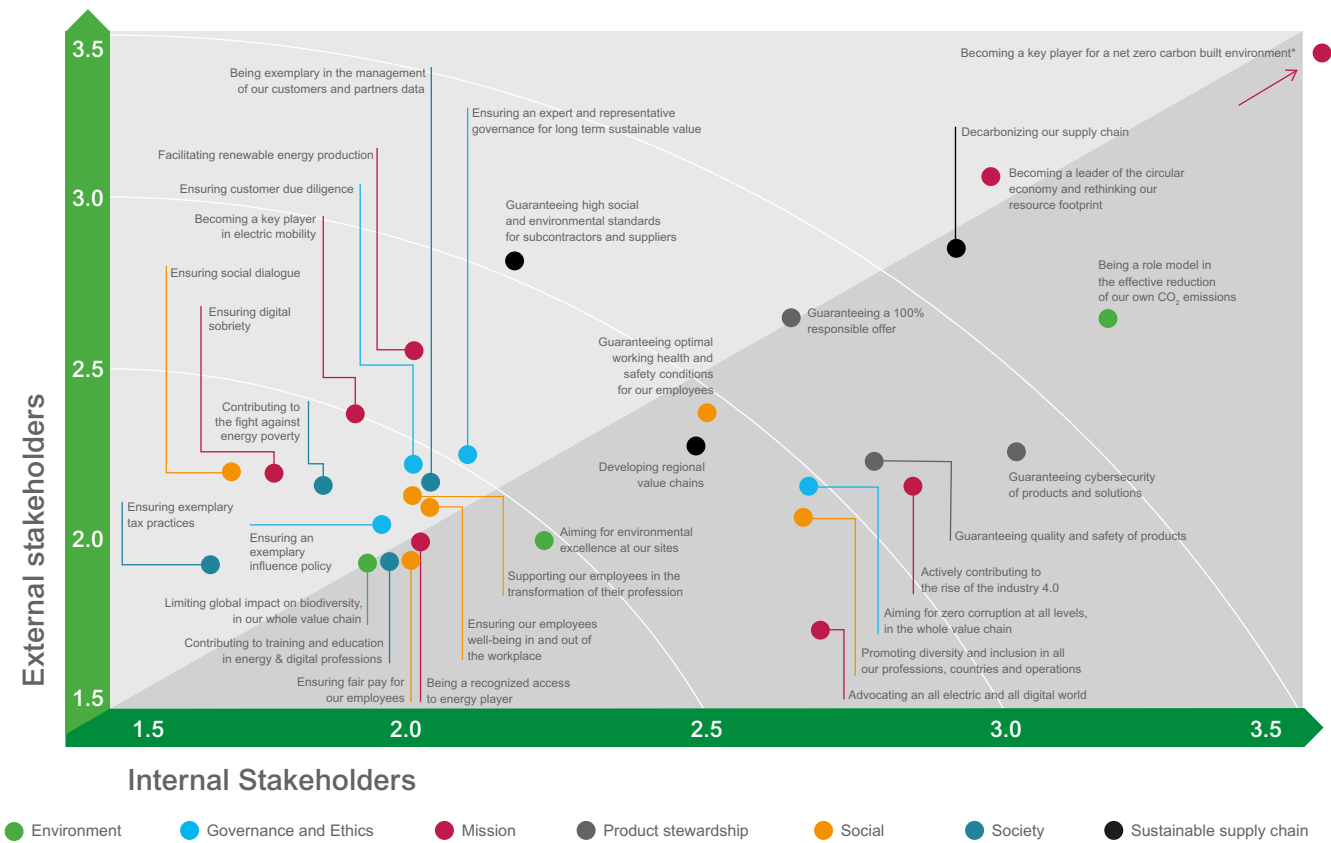 3.5
3.0
2.5
2.0
1.5
External stakeholders
Becoming a key player for a net zero carbon built environment*
Being exemplary in the management
of our customers and partners data
Ensuring an expert and representative
governance for long term sustainable value
Decarbonizing our supply chain
Facilitating renewable energy production
Becoming a leader of the circular
economy and rethinking our
resource footprint
Ensuring customer due diligence
Guaranteeing high social
and environmental standards
for subcontractors and suppliers
Becoming a key player
in electric mobility
Ensuring social dialogue
Being a role model in
the effective reduction
of our own CO2 emissions
Ensuring digital
sobriety
Guaranteeing a 100%
responsible offer
Guaranteeing optimal
working health and
safety conditions
for our employees
Contributing to
the fight against
energy poverty
Developing regional
value chains
Guaranteeing cybersecurity
of products and solutions
Ensuring exemplary
tax practices
Ensuring an
exemplary
influence policy
Aiming for environmental
excellence at our sites
Guaranteeing quality and safety of products
Supporting our employees in the
transformation of their profession
Actively contributing to
the rise of the industry 4.0
Limiting global impact on biodiversity,
in our whole value chain
Aiming for zero corruption at all levels,
in the whole value chain
Ensuring our employees
well-being in and out of
the workplace
Contributing to training and education
in energy & digital professions
Promoting diversity and inclusion in all
our professions, countries and operations
Ensuring fair pay for
our employees
Being a recognized access
to energy player
Advocating an all electric and all digital world
1.5
2.0
2.5
3.0
3.5
Internal Stakeholders
Environment
Governance and Ethics
Mission
Product stewardship
Social
Society
Sustainable supply chain